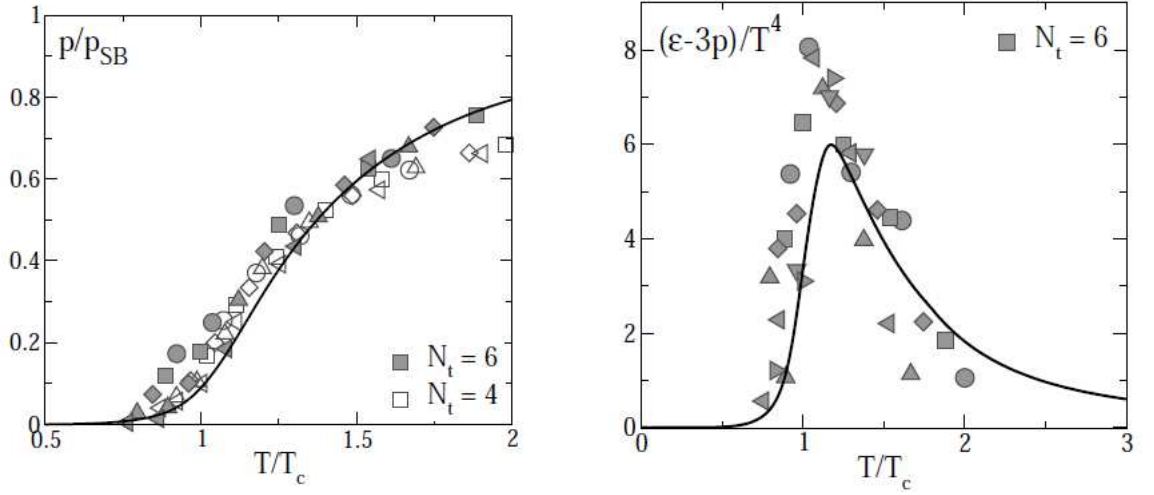 p/p_SB
1
0.8
0.6
0.4
0.2
0
0.5
1
1.5
2
T/T_c
N_t = 6
N_t = 4
(ε-3p)/T^4
N_t = 6
8
6
4
2
0
0
1
2
3
T/T_c